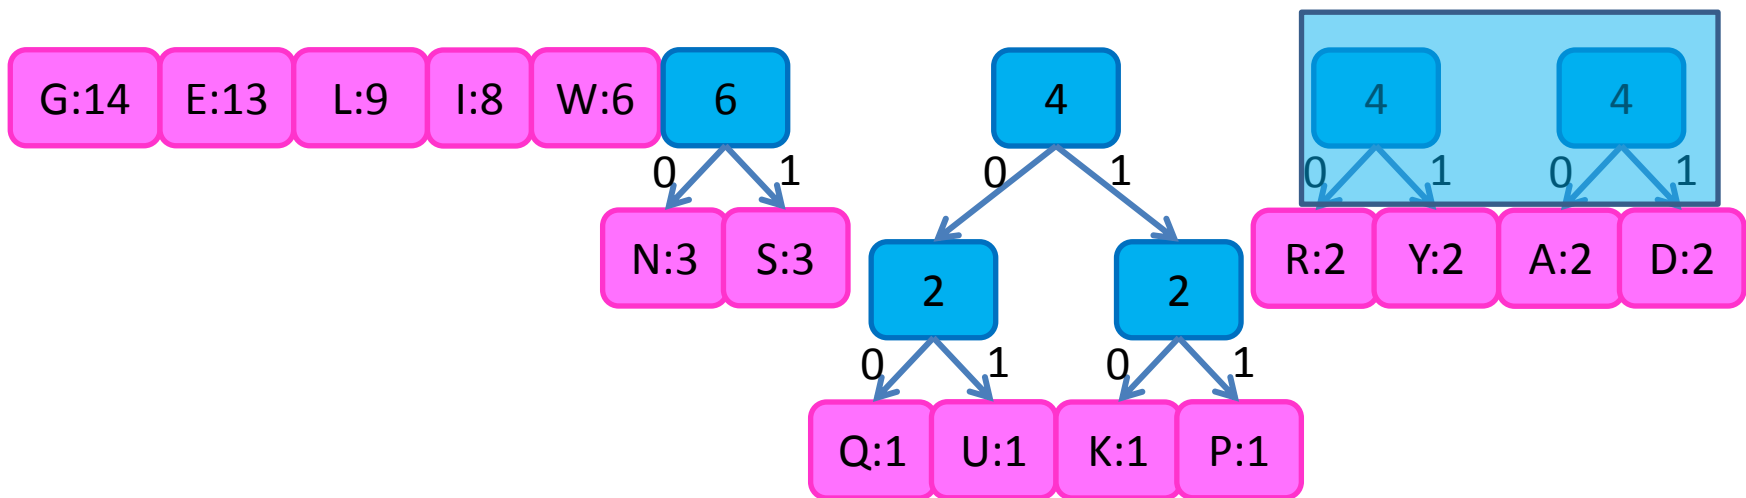 G:14 E:13 L:9 I:8 W:6 6 4 4 4
0 1 0 1 0 1 0 1
N:3 S:3 2 2 R:2 Y:2 A:2 D:2
0 1 0 1
Q:1 U:1 K:1 P:1